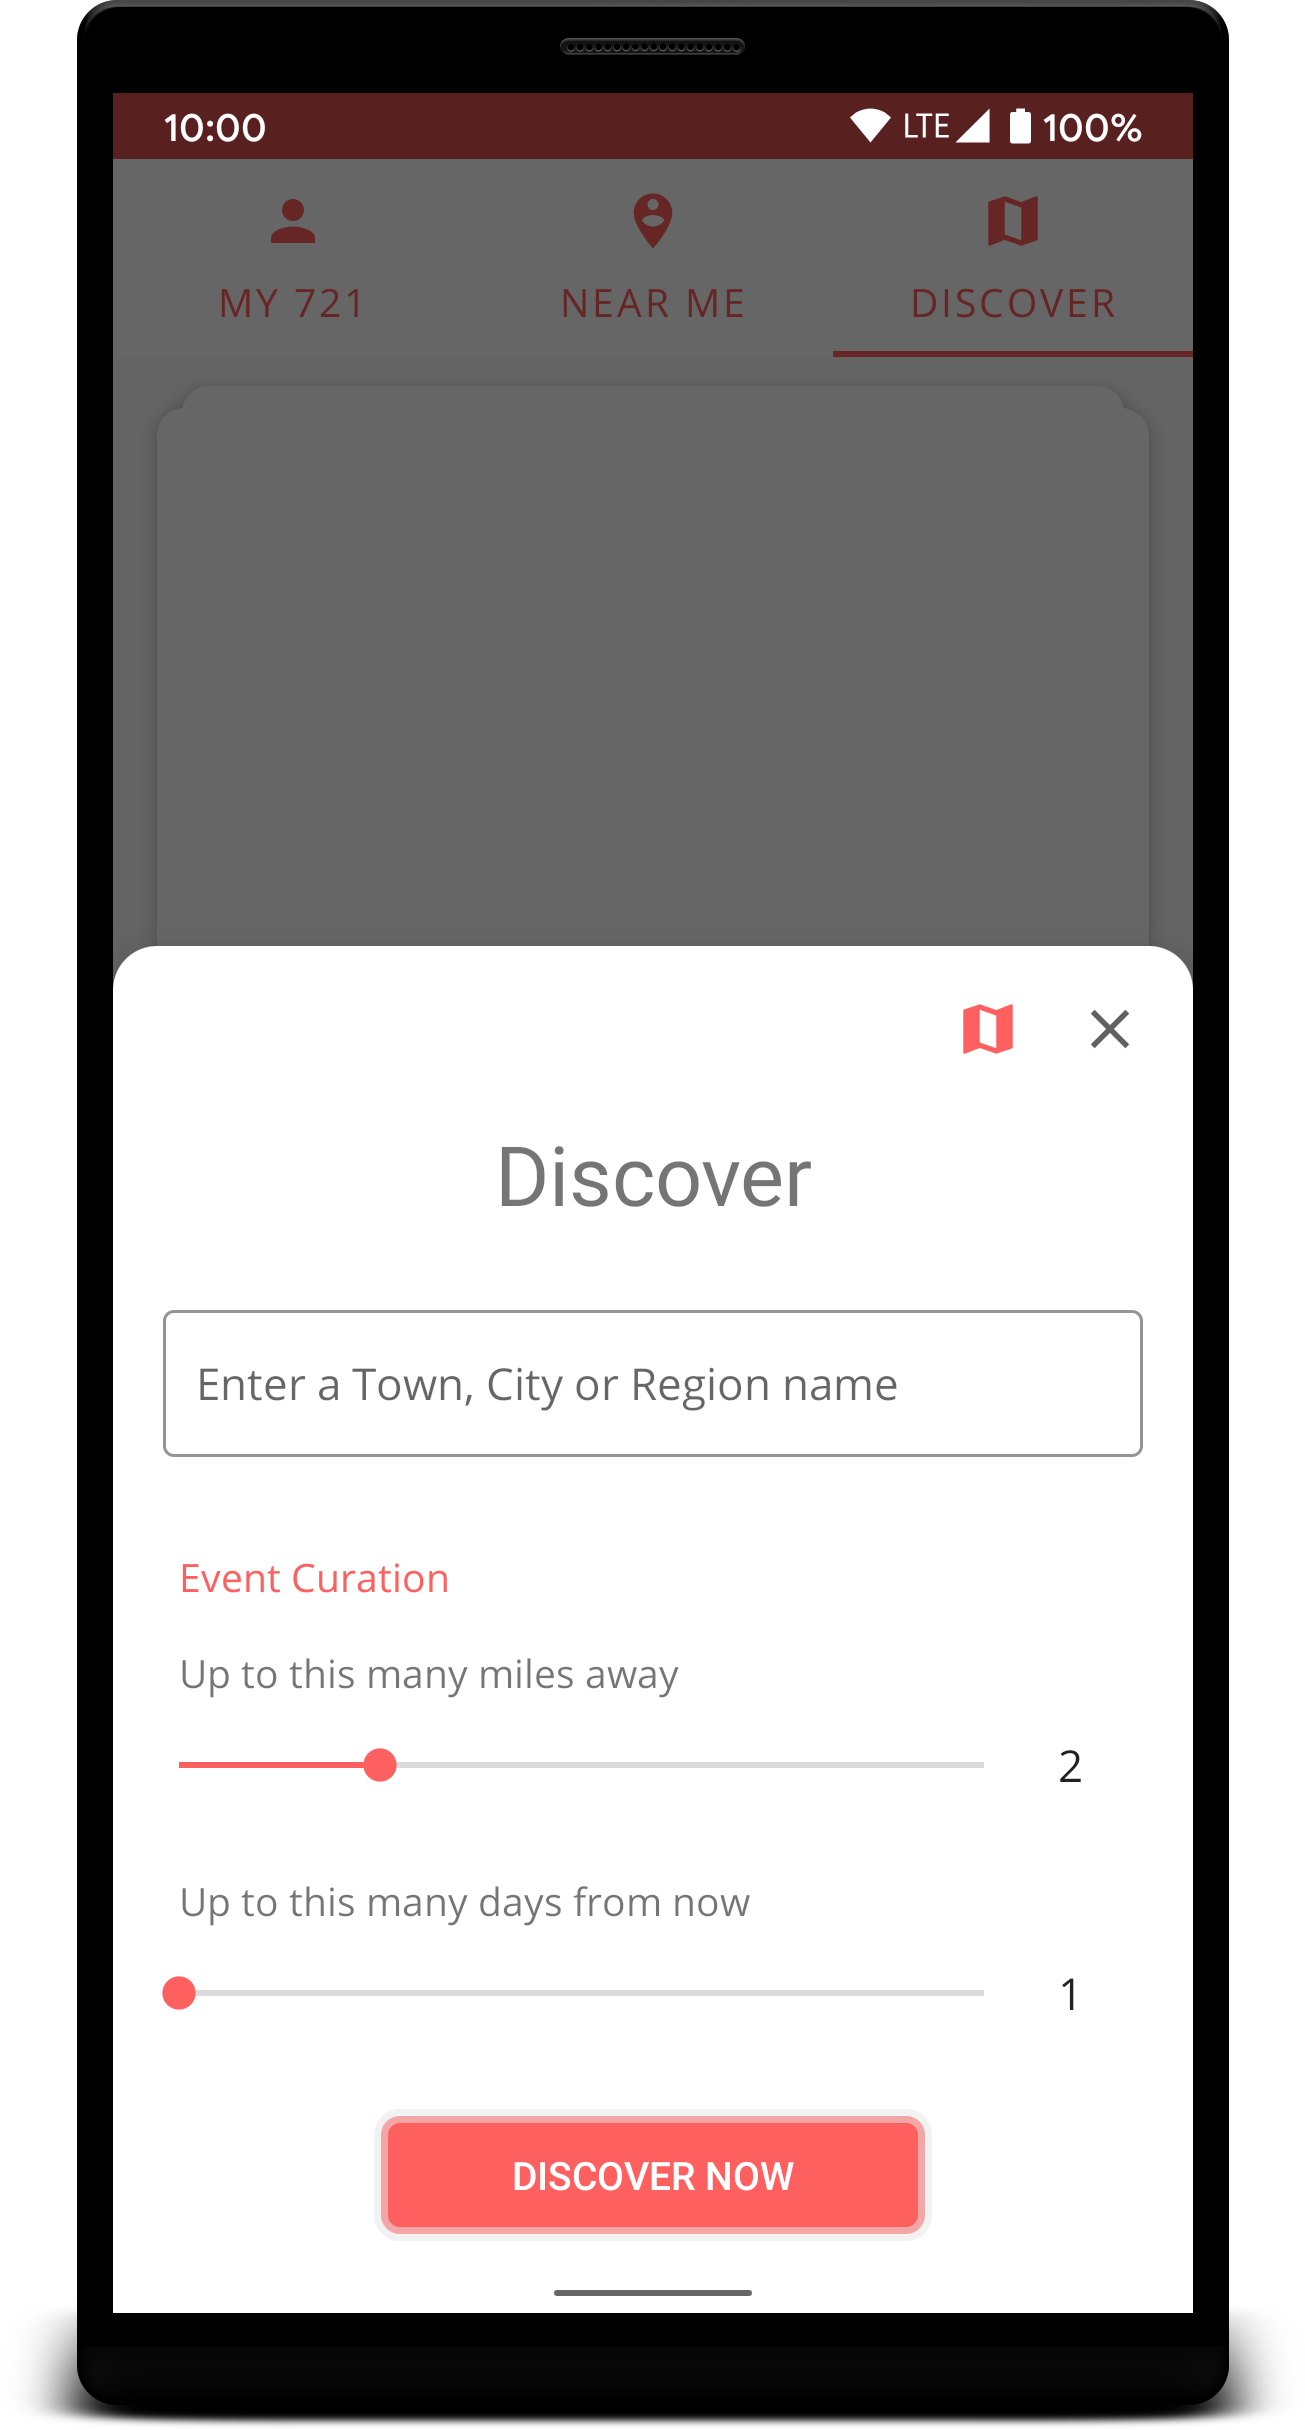 10:00 LTE 100%
MY 721 NEAR ME DISCOVER
Discover
Enter a Town, City or Region name
Event Curation
Up to this many miles away
2
Up to this many days from now
1
DISCOVER NOW